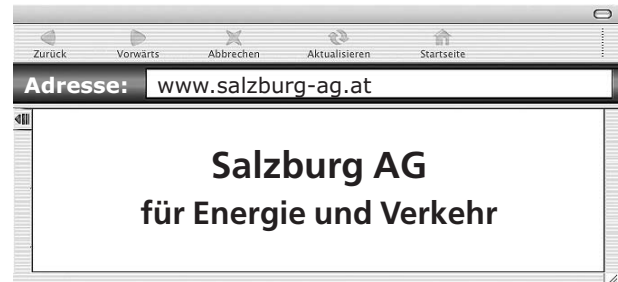 Zurück Vorwärts Abbrechen Aktualisieren Startseite
Adresse: www.salzburg-ag.at
Salzburg AG
für Energie und Verkehr